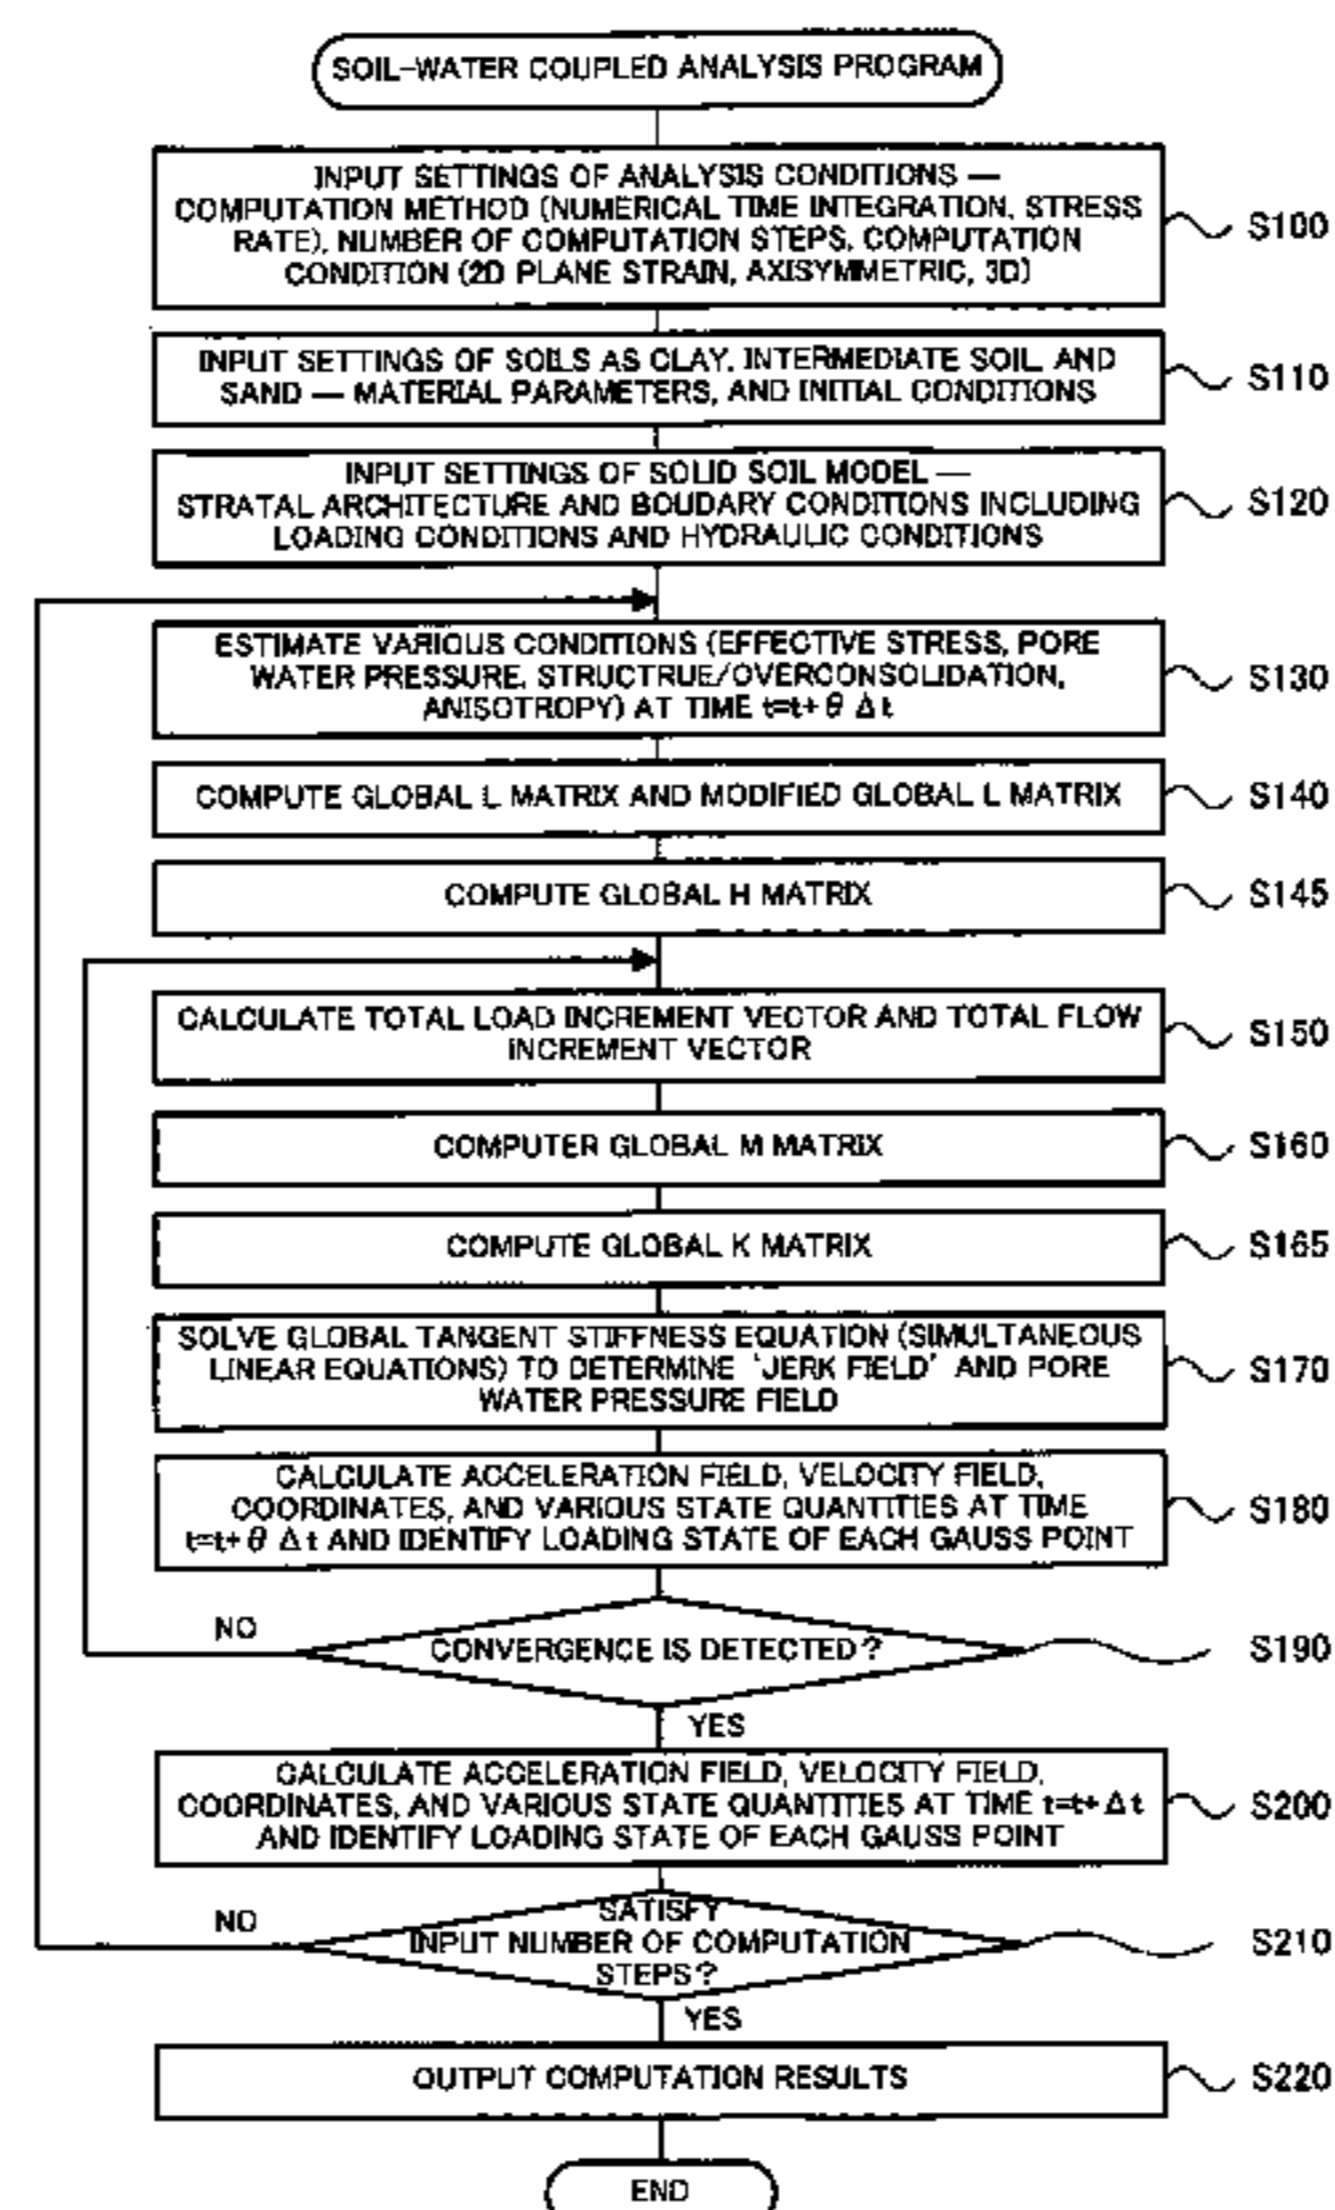 SOIL-WATER COUPLED ANALYSIS PROGRAM
INPUT SETTINGS OF ANALYSIS CONDITIONS —
COMPUTATION METHOD (NUMERICAL TIME INTEGRATION, STRESS
RATE), NUMBER OF COMPUTATION STEPS, COMPUTATION
CONDITION (2D PLANE STRAIN, AXISYMMETRIC, 3D)
S100
INPUT SETTINGS OF SOILS AS CLAY, INTERMEDIATE SOIL AND
SAND — MATERIAL PARAMETERS, AND INITIAL CONDITIONS
S110
INPUT SETTINGS OF SOLID SOIL MODEL —
STRATAL ARCHITECTURE AND BOUDARY CONDITIONS INCLUDING
LOADING CONDITIONS AND HYDRAULIC CONDITIONS
S120
ESTIMATE VARIOUS CONDITIONS (EFFECTIVE STRESS, PORE
WATER PRESSURE, STRUCTRUE/OVERCONSOLIDATION,
ANISOTROPY) AT TIME t=t+θΔt
S130
COMPUTE GLOBAL L MATRIX AND MODIFIED GLOBAL L MATRIX
S140
COMPUTE GLOBAL H MATRIX
S145
CALCULATE TOTAL LOAD INCREMENT VECTOR AND TOTAL FLOW
INCREMENT VECTOR
S150
COMPUTER GLOBAL M MATRIX
S160
COMPUTE GLOBAL K MATRIX
S165
SOLVE GLOBAL TANGENT STIFFNESS EQUATION (SIMULTANEOUS
LINEAR EQUATIONS) TO DETERMINE 'JERK FIELD' AND PORE
WATER PRESSURE FIELD
S170
CALCULATE ACCELERATION FIELD, VELOCITY FIELD,
COORDINATES, AND VARIOUS STATE QUANTITIES AT TIME
t=t+θΔt AND IDENTIFY LOADING STATE OF EACH GAUSS POINT
S180
NO
CONVERGENCE IS DETECTED?
S190
YES
CALCULATE ACCELERATION FIELD, VELOCITY FIELD,
COORDINATES, AND VARIOUS STATE QUANTITIES AT TIME t=t+Δt
AND IDENTIFY LOADING STATE OF EACH GAUSS POINT
S200
NO
SATISFY
INPUT NUMBER OF COMPUTATION
STEPS?
S210
YES
OUTPUT COMPUTATION RESULTS
S220
END